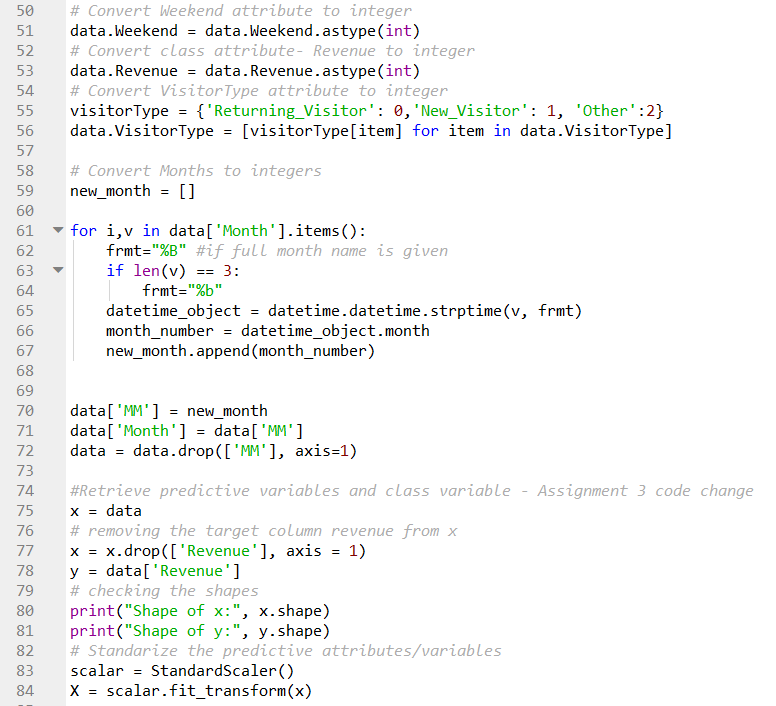 50 # Convert Weekend attribute to integer
51 data.Weekend = data.Weekend.astype(int)
52 # Convert class attribute- Revenue to integer
53 data.Revenue = data.Revenue.astype(int)
54 # Convert VisitorType attribute to integer
55 visitorType = {'Returning_Visitor': 0,'New_Visitor': 1, 'Other':2}
56 data.VisitorType = [visitorType[item] for item in data.VisitorType]
57
58 # Convert Months to integers
59 new_month = []
60
61 for i,v in data['Month'].items():
62     frmt="%B" #if full month name is given
63     if len(v) == 3:
64         frmt="%b"
65     datetime_object = datetime.datetime.strptime(v, frmt)
66     month_number = datetime_object.month
67     new_month.append(month_number)
68
69
70 data['MM'] = new_month
71 data['Month'] = data['MM']
72 data = data.drop(['MM'], axis=1)
73
74 #Retrieve predictive variables and class variable - Assignment 3 code change
75 x = data
76 # removing the target column revenue from x
77 x = x.drop(['Revenue'], axis = 1)
78 y = data['Revenue']
79 # checking the shapes
80 print("Shape of x:", x.shape)
81 print("Shape of y:", y.shape)
82 # Standarize the predictive attributes/variables
83 scalar = StandardScaler()
84 X = scalar.fit_transform(x)